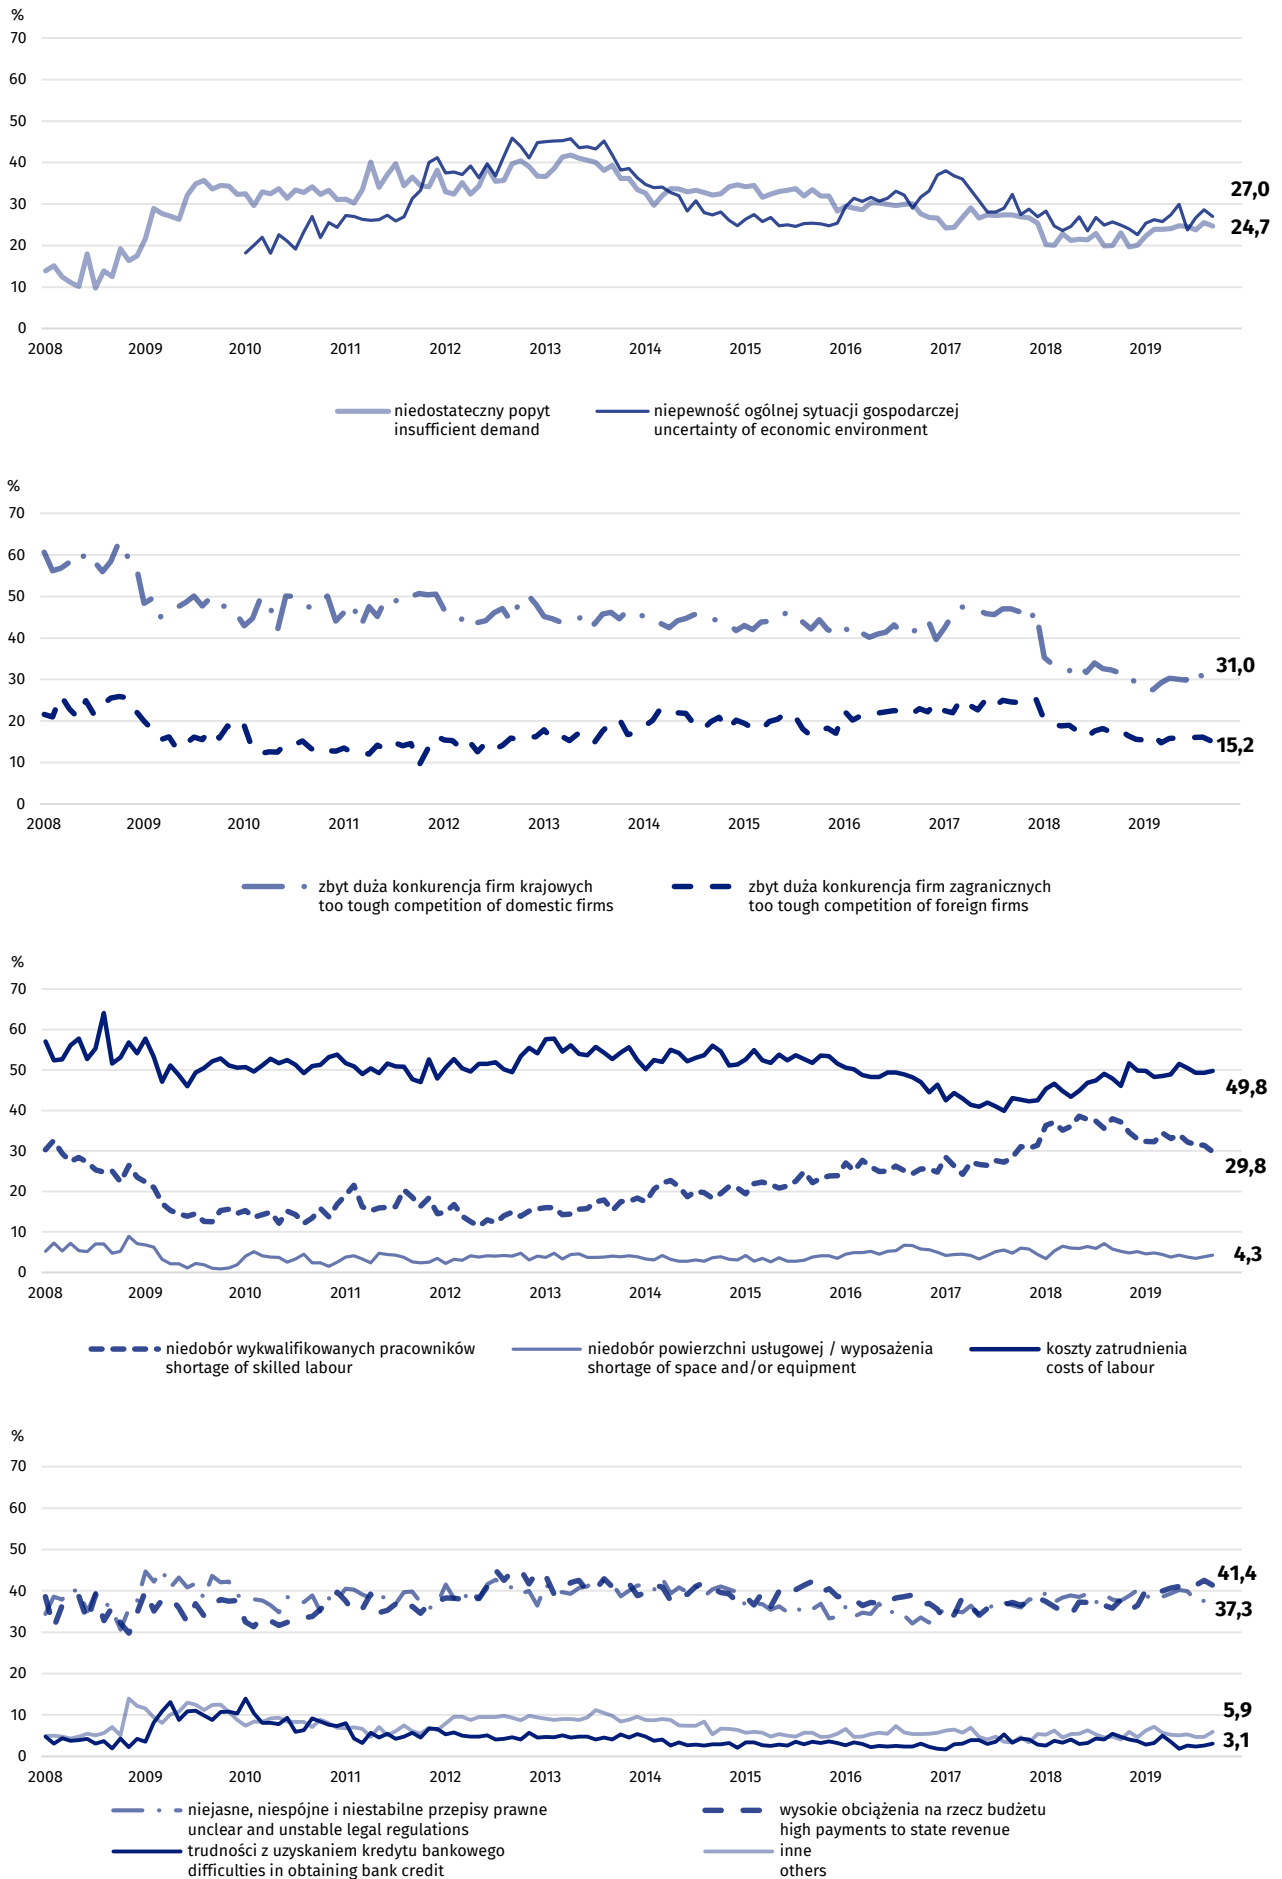 %
70
60
50
40
30
20
10
0
27,0
24,7
2008 2009 2010 2011 2012 2013 2014 2015 2016 2017 2018 2019
niedostateczny popyt
insufficient demand
niepewność ogólnej sytuacji gospodarczej
uncertainty of economic environment
%
70
60
50
40
30
20
10
0
31,0
15,2
2008 2009 2010 2011 2012 2013 2014 2015 2016 2017 2018 2019
zbyt duża konkurencja firm krajowych
too tough competition of domestic firms
zbyt duża konkurencja firm zagranicznych
too tough competition of foreign firms
%
70
60
50
40
30
20
10
0
49,8
29,8
4,3
2008 2009 2010 2011 2012 2013 2014 2015 2016 2017 2018 2019
niedobór wykwalifikowanych pracowników
shortage of skilled labour
niedobór powierzchni usługowej / wyposażenia
shortage of space and/or equipment
koszty zatrudnienia
costs of labour
%
70
60
50
40
30
20
10
0
41,4
37,3
5,9
3,1
2008 2009 2010 2011 2012 2013 2014 2015 2016 2017 2018 2019
niejasne, niespójne i niestabilne przepisy prawne
unclear and unstable legal regulations
wysokie obciążenia na rzecz budżetu
high payments to state revenue
trudności z uzyskaniem kredytu bankowego
difficulties in obtaining bank credit
inne
others